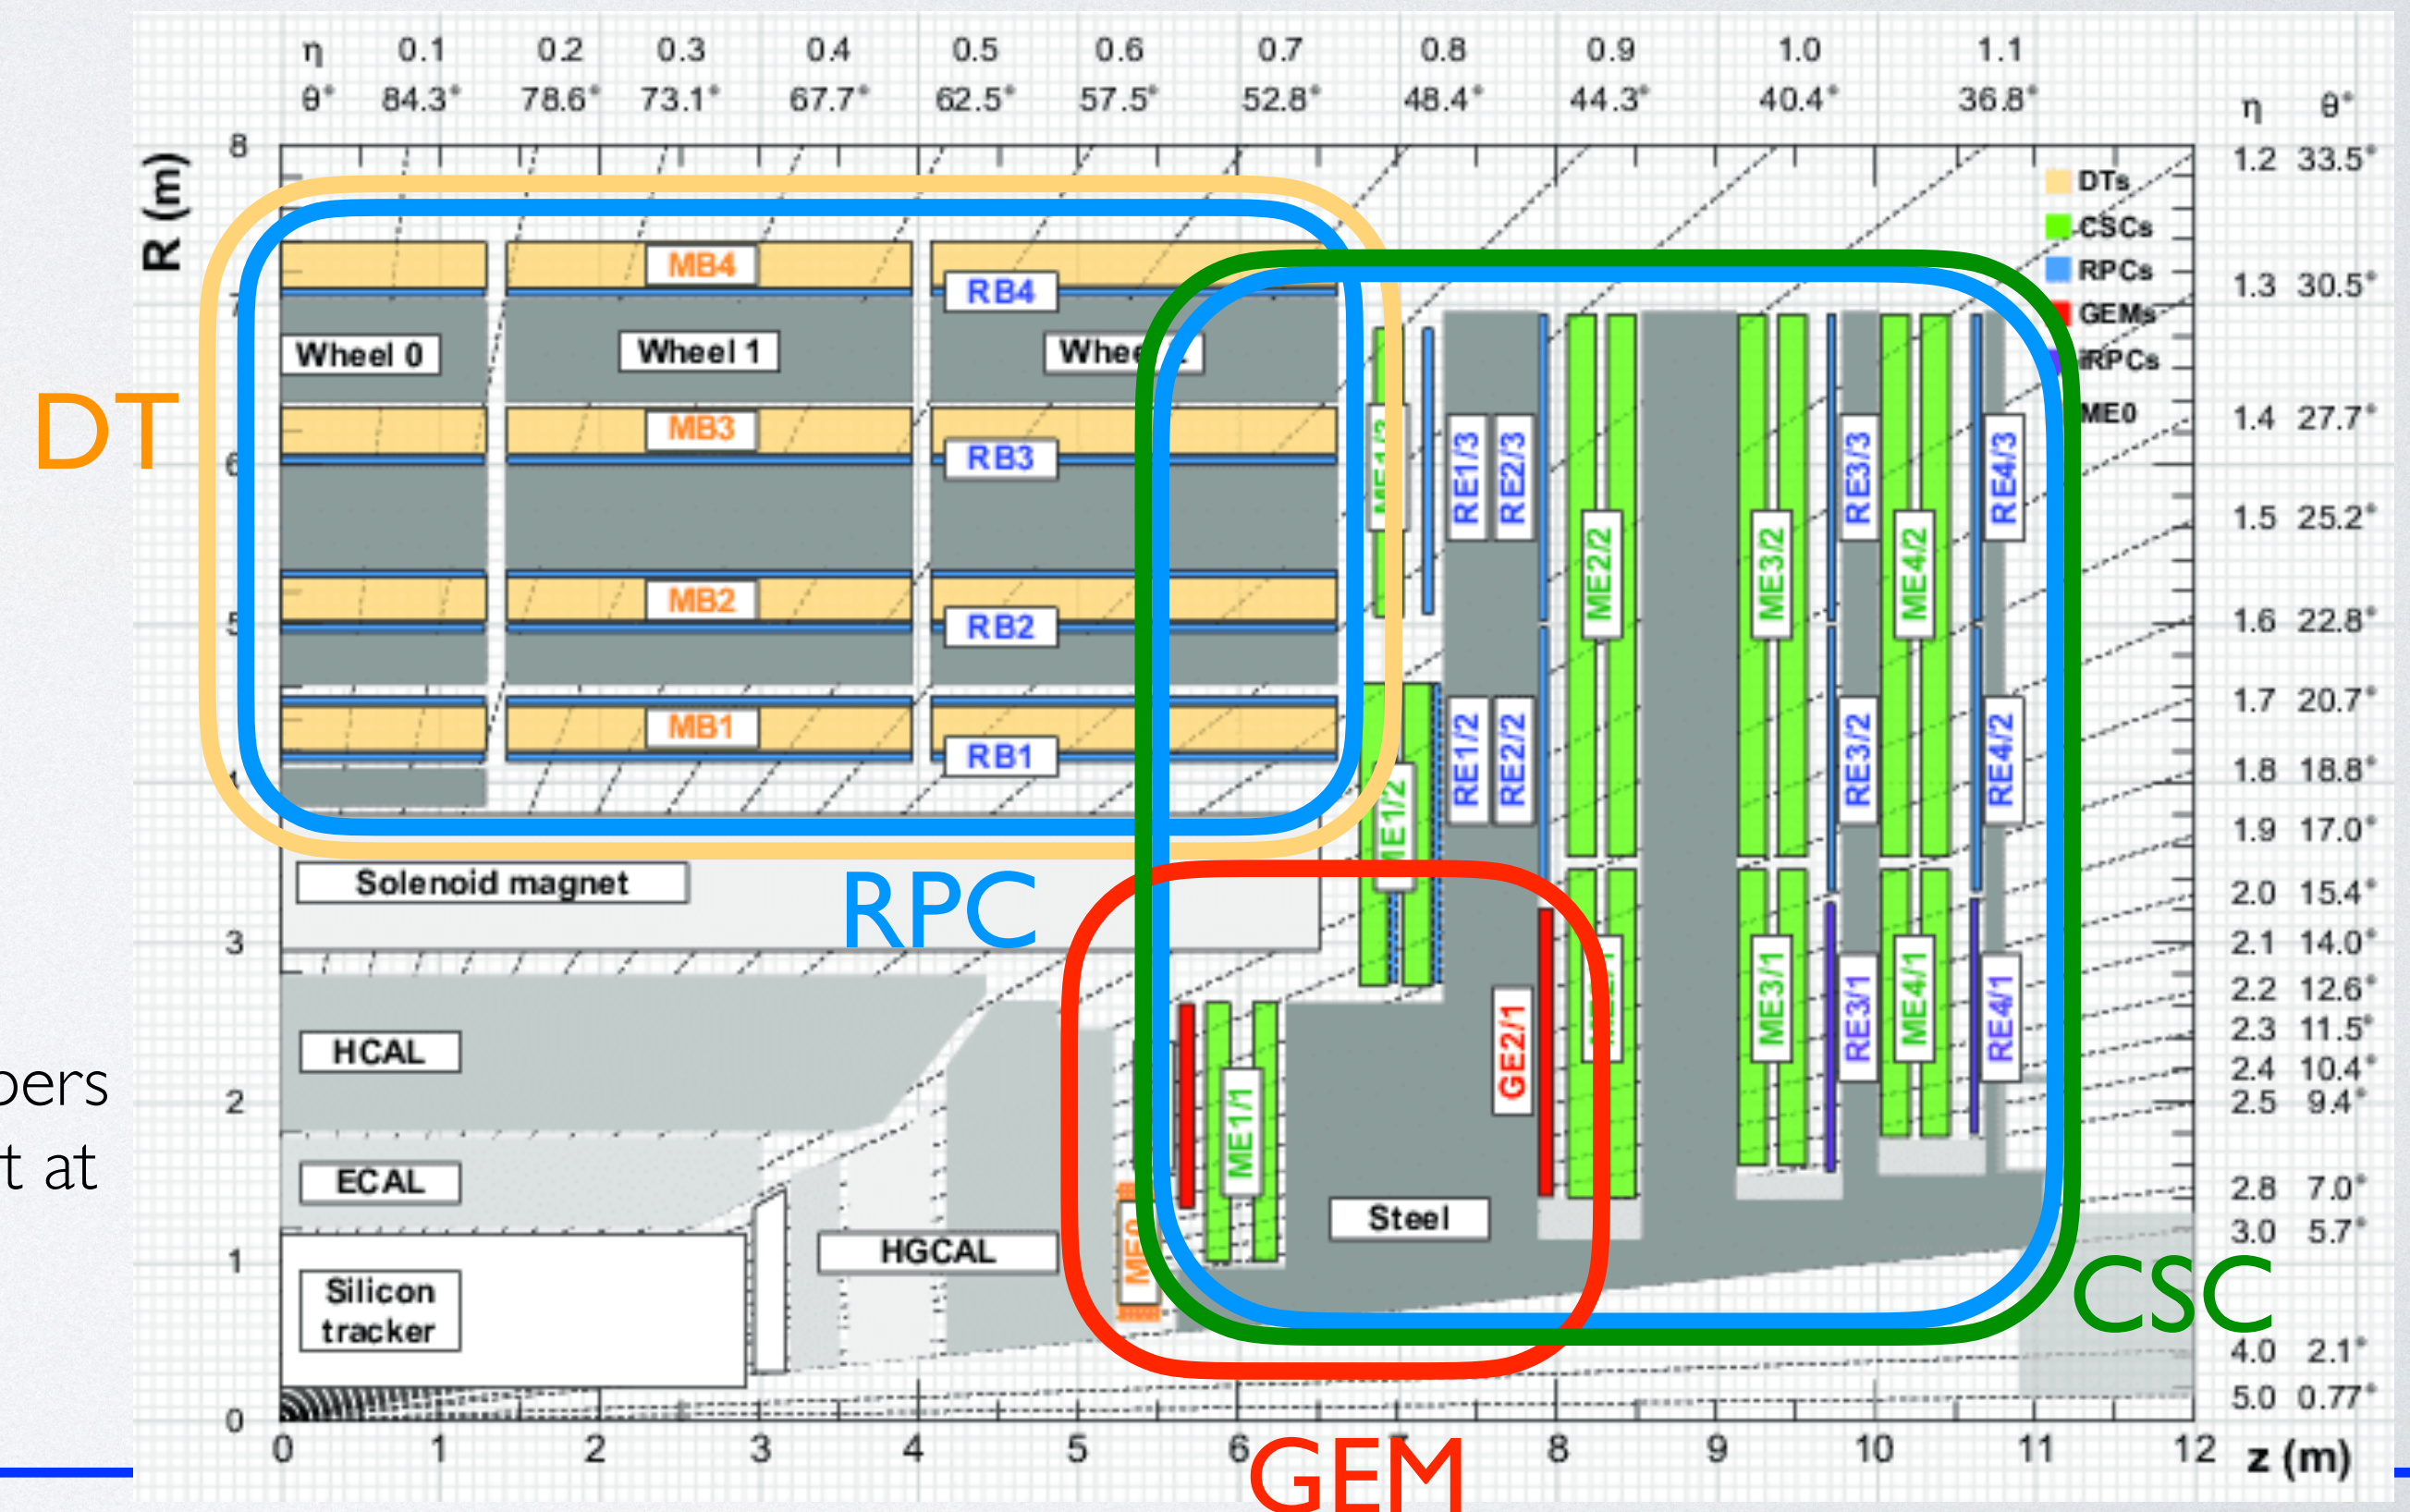 η 0.1 0.2 0.3 0.4 0.5 0.6 0.7 0.8 0.9 1.0 1.1
θ° 84.3° 78.6° 73.1° 67.7° 62.5° 57.5° 52.8° 48.4° 44.3° 40.4° 36.8°
η θ°
R (m)
8
7
6
5
4
3
2
1
0
1.2 33.5°
1.3 30.5°
1.4 27.7°
1.5 25.2°
1.6 22.8°
1.7 20.7°
1.8 18.8°
1.9 17.0°
2.0 15.4°
2.1 14.0°
2.2 12.6°
2.3 11.5°
2.4 10.4°
2.5 9.4°
2.8 7.0°
3.0 5.7°
4.0 2.1°
5.0 0.77°
DTs
CSCs
RPCs
GEMs
iRPCs
ME0
DT
MB4
RB4
Wheel 0
Wheel 1
MB3
RB3
MB2
RB2
MB1
RB1
Solenoid magnet
RPC
HCAL
ECAL
Silicon
tracker
HGCAL
Steel
ME0
ME1/1
ME1/2
ME1/3
RE1/3
RE2/3
RE1/2
RE2/2
GE2/1
ME2/2
ME2/1
ME3/2
ME3/1
RE3/3
RE3/2
RE3/1
ME4/2
ME4/1
RE4/3
RE4/2
RE4/1
CSC
GEM
t at
0 1 2 3 4 5 6 7 8 9 10 11 12 z (m)